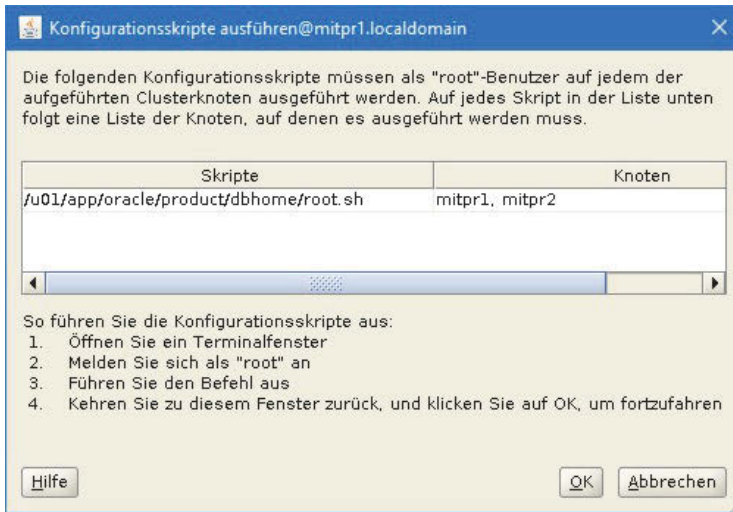 Konfigurationsskripte ausführen@mitpr1.localdomain
Die folgenden Konfigurationsskripte müssen als "root"-Benutzer auf jedem der
aufgeführten Clusterknoten ausgeführt werden. Auf jedes Skript in der Liste unten
folgt eine Liste der Knoten, auf denen es ausgeführt werden muss.
Skripte Knoten
/u01/app/oracle/product/dbhome/root.sh mitpr1, mitpr2
So führen Sie die Konfigurationsskripte aus:
1. Öffnen Sie ein Terminalfenster
2. Melden Sie sich als "root" an
3. Führen Sie den Befehl aus
4. Kehren Sie zu diesem Fenster zurück, und klicken Sie auf OK, um fortzufahren
Hilfe OK Abbrechen